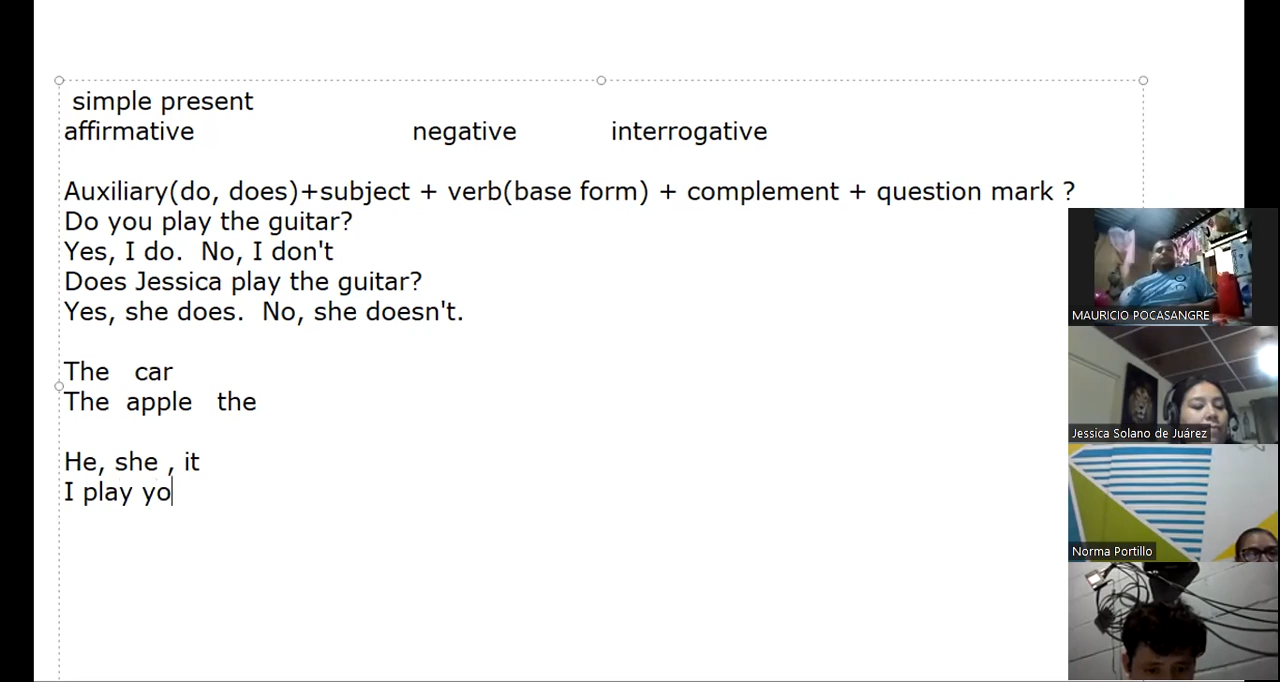 simple present
affirmative negative interrogative
Auxiliary(do, does)+subject + verb(base form) + complement + question mark ?
Do you play the guitar?
Yes, I do. No, I don't
Does Jessica play the guitar?
Yes, she does. No, she doesn't.
The car
The apple the
He, she , it
I play yo
MAURICIO POCASANGRE
Jessica Solano de Juárez
Norma Portillo